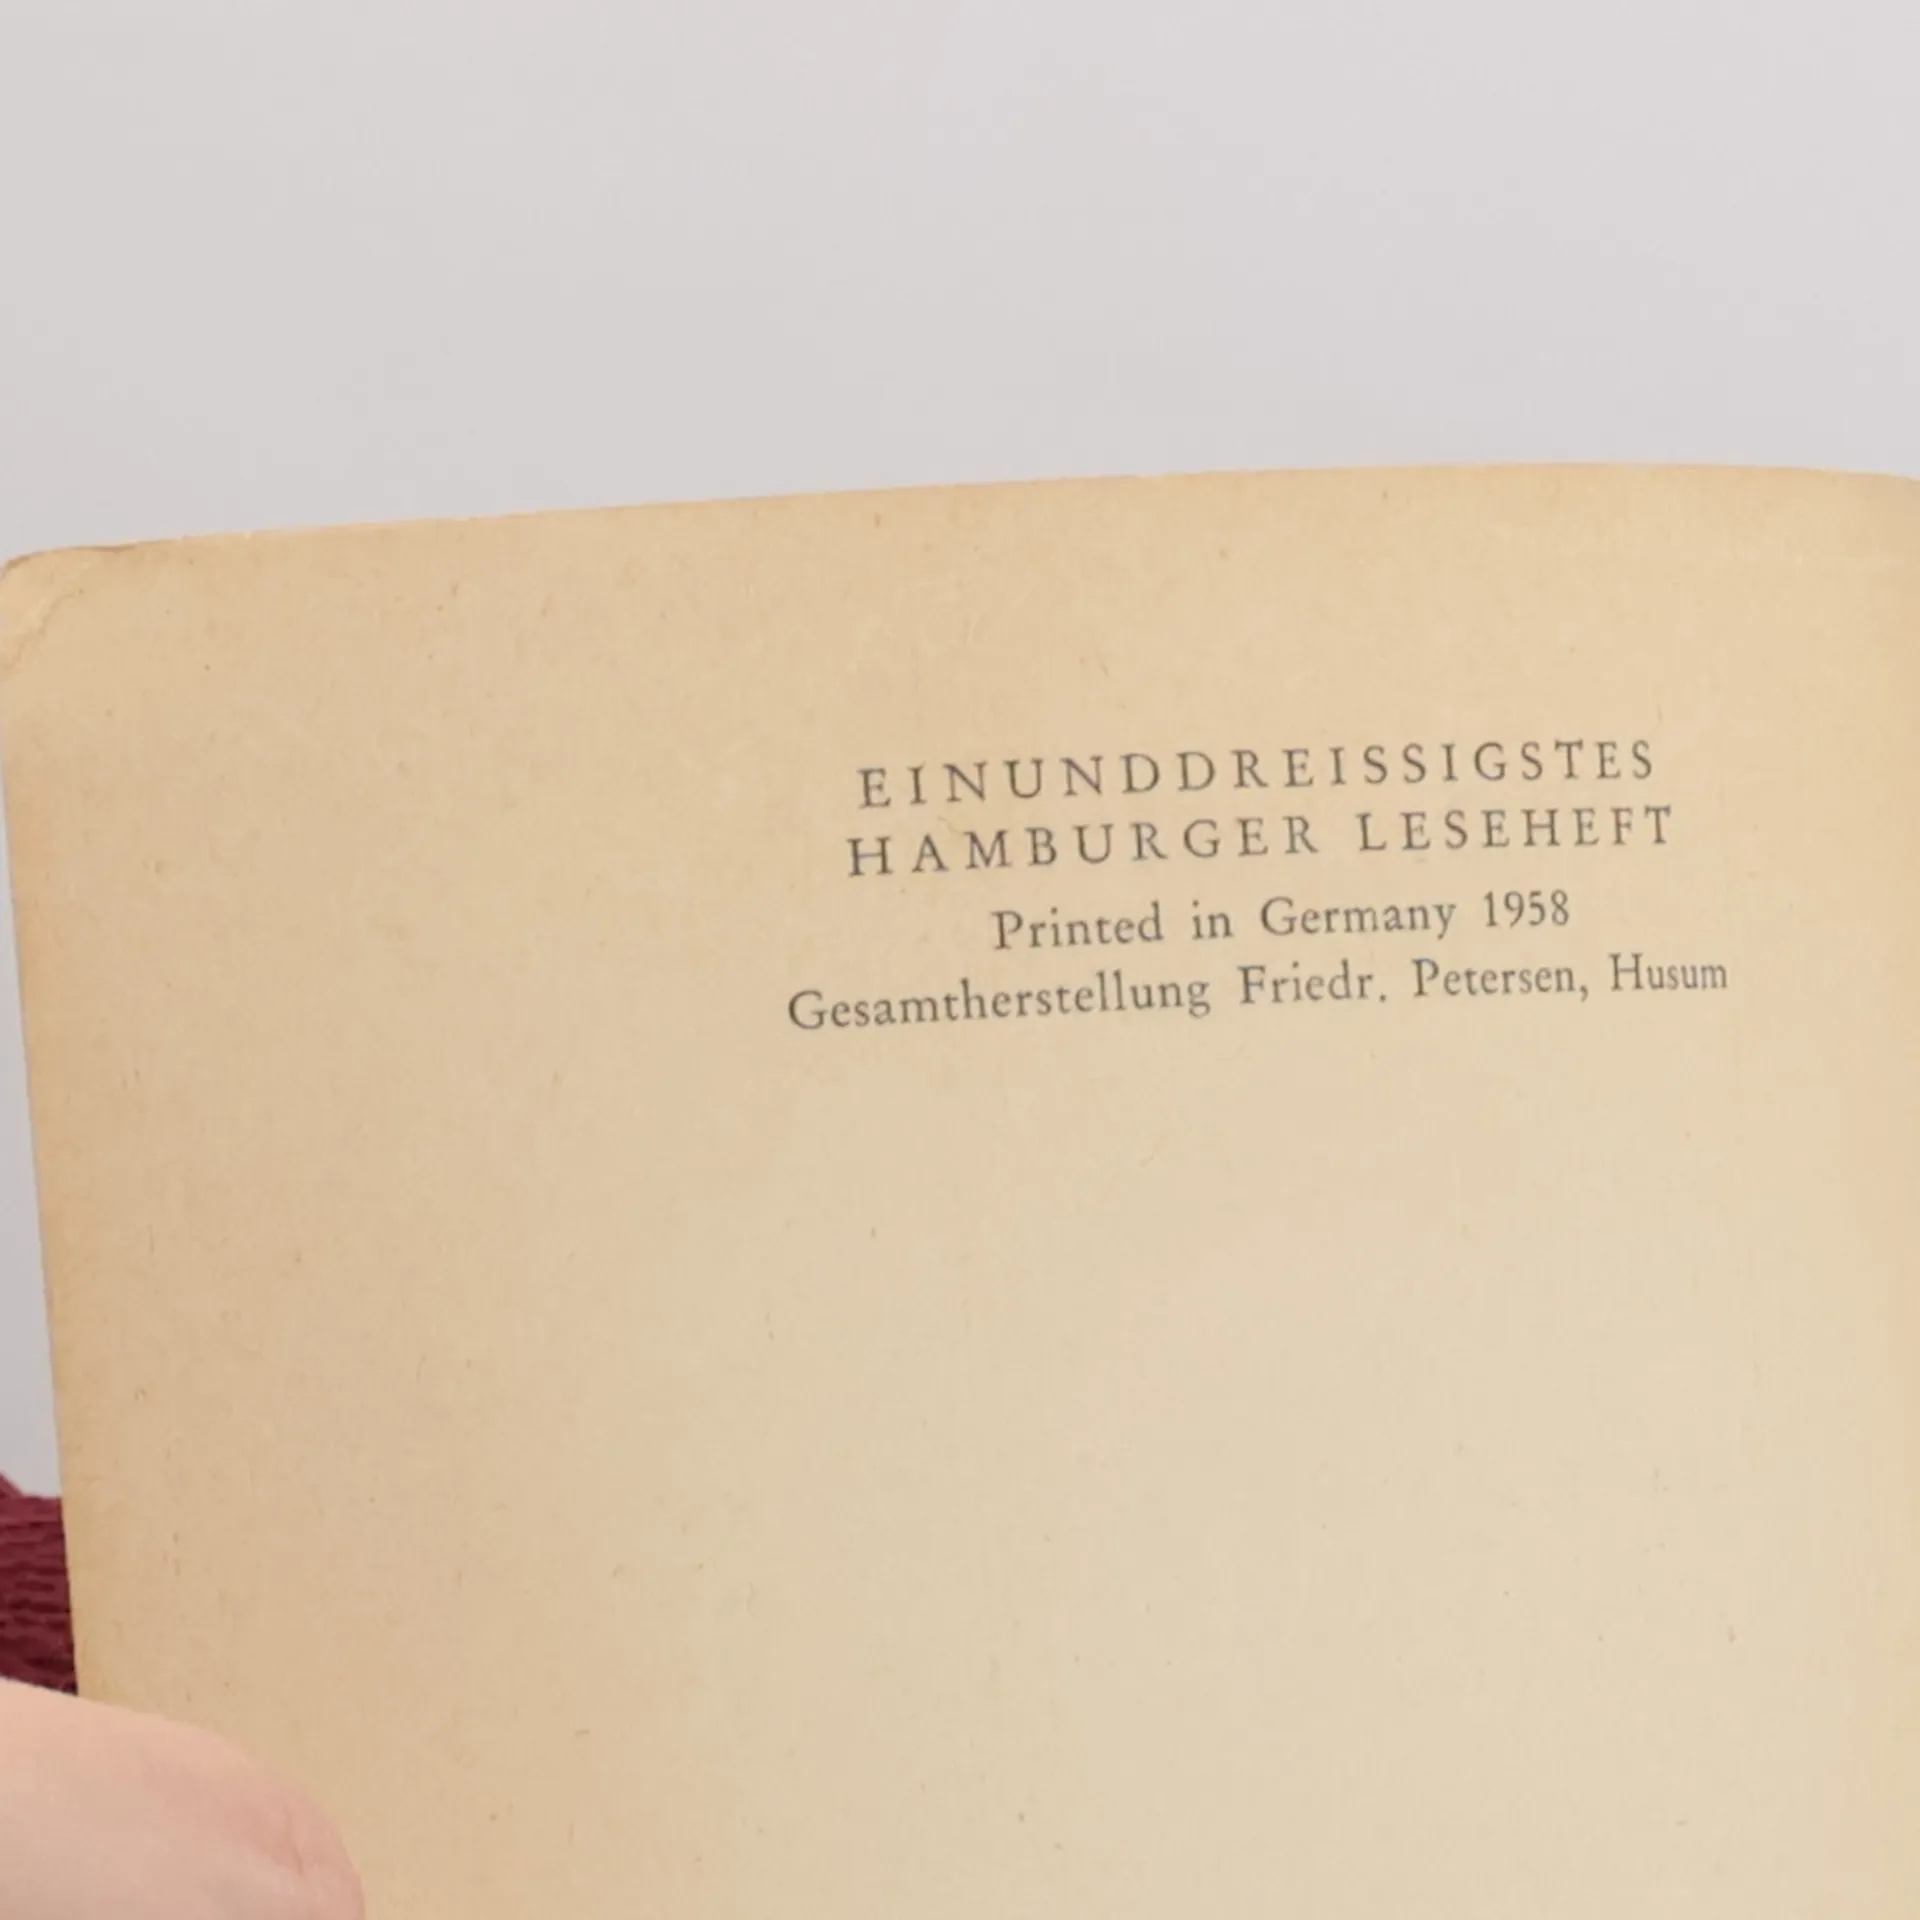 EINUNDDREISSIGSTES
HAMBURGER LESEHEFT
Printed in Germany 1958
Gesamtherstellung Friedr. Petersen, Husum